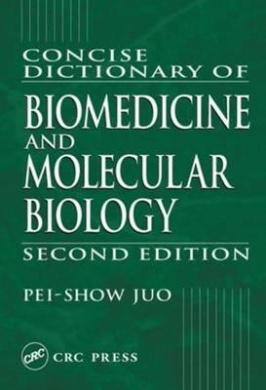 CONCISE
DICTIONARY OF
BIOMEDICINE
AND
MOLECULAR
BIOLOGY
SECOND EDITION
PEI-SHOW JUO
CRC
CRC PRESS